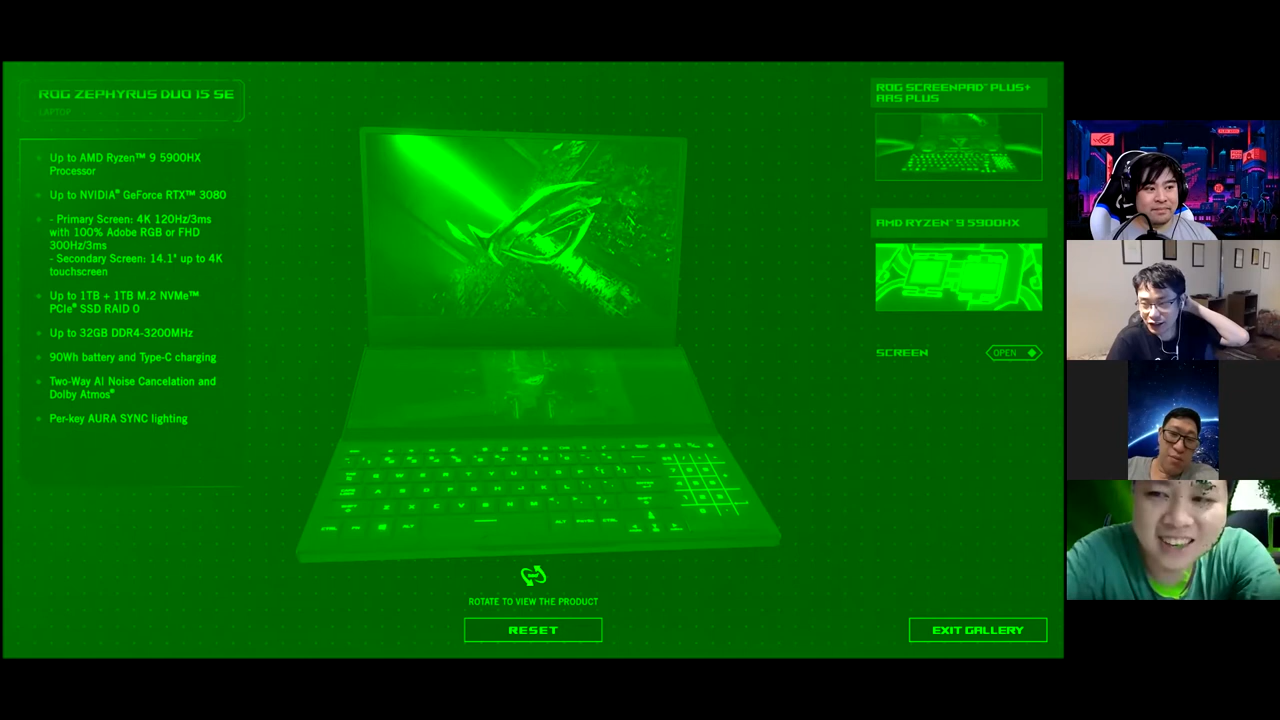 ROG ZEPHYRUS DUO 15 SE
LAPTOP
Up to AMD Ryzen™ 9 5900HX
Processor
Up to NVIDIA® GeForce RTX™ 3080
- Primary Screen: 4K 120Hz/3ms
with 100% Adobe RGB or FHD
300Hz/3ms
- Secondary Screen: 14.1" up to 4K
touchscreen
Up to 1TB + 1TB M.2 NVMe™
PCIe® SSD RAID 0
Up to 32GB DDR4-3200MHz
90Wh battery and Type-C charging
Two-Way AI Noise Cancelation and
Dolby Atmos®
Per-key AURA SYNC lighting
ROTATE TO VIEW THE PRODUCT
RESET
ROG SCREENPAD™ PLUS+
AAS PLUS
AMD RYZEN™ 9 5900HX
SCREEN
OPEN
EXIT GALLERY